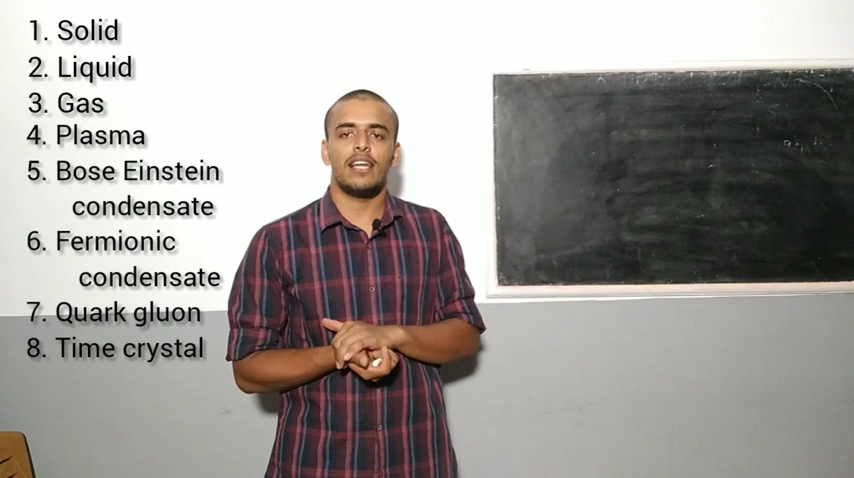 1. Solid
2. Liquid
3. Gas
4. Plasma
5. Bose Einstein
condensate
6. Fermionic
condensate
7. Quark gluon
8. Time crystal